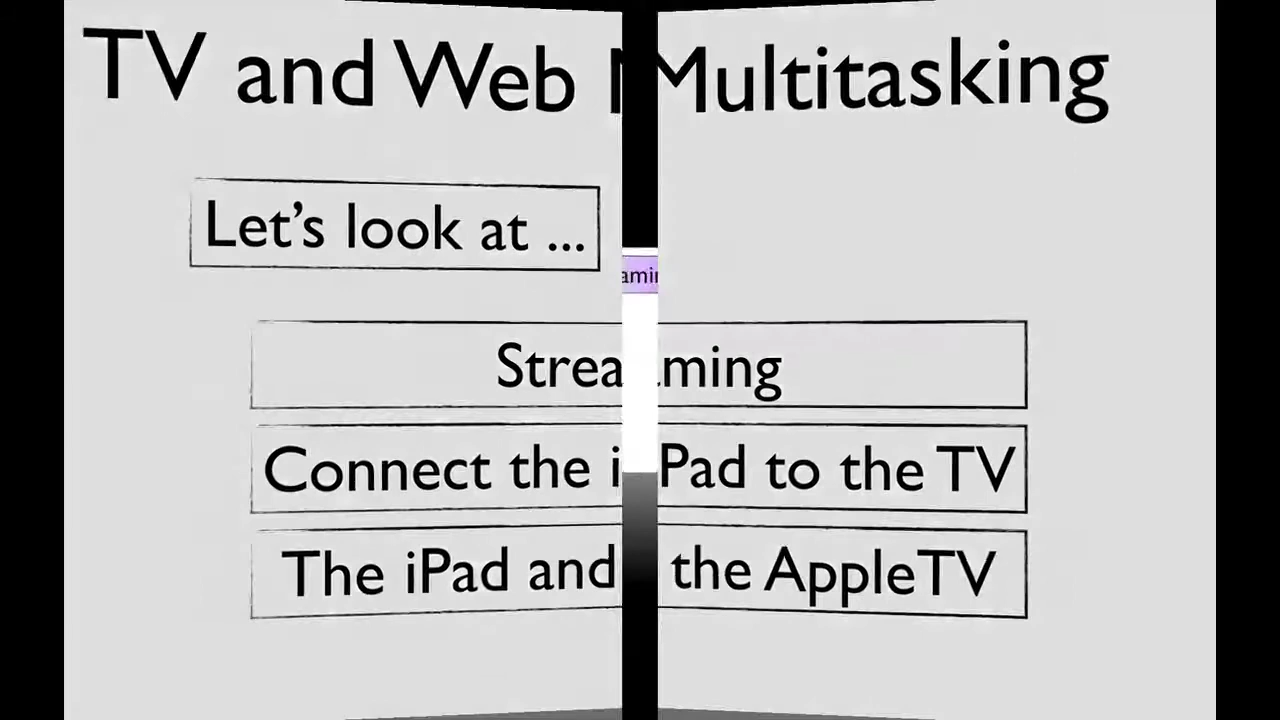 TV and Web Multitasking
Let's look at ...
amin
Streaming
Connect the iPad to the TV
The iPad and the AppleTV